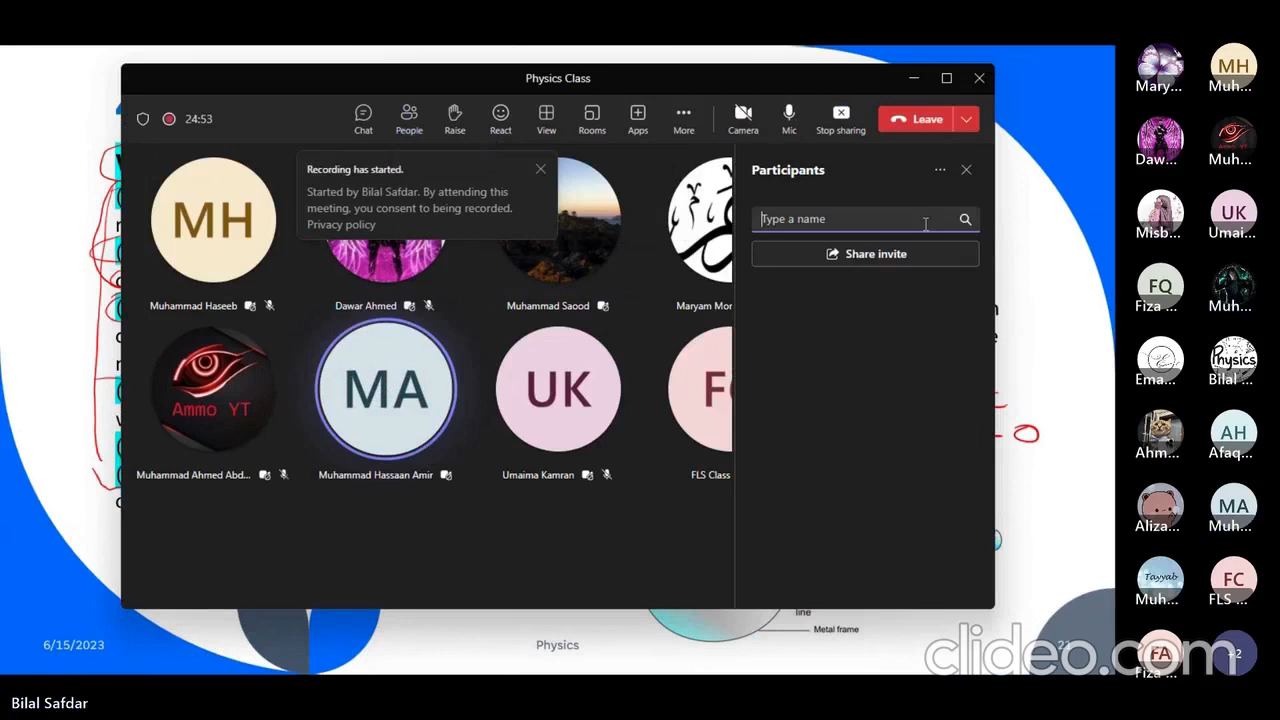 Physics Class
24:53
Chat People Raise React View Rooms Apps More Camera Mic Stop sharing Leave
Recording has started.
Started by Bilal Safdar. By attending this
meeting, you consent to being recorded.
Privacy policy
MH
Muhammad Haseeb
Dawar Ahmed
Muhammad Saood
Maryam Mor
Ammo YT
MA
UK
F
Muhammad Ahmed Abd...
Muhammad Hassaan Amir
Umaima Kamran
FLS Class
Participants
Type a name
Share invite
line
Metal frame
6/15/2023
Physics
21
Mary...
MH
Muh...
Daw...
AMMO YT
Muh...
Misb...
UK
Umai...
FQ
Fiza ...
Muh...
Ema...
Physics
Bilal ...
Ahm...
AH
Afaq...
Aliza...
MA
Muh...
Tayyab
Muh...
FC
FLS ...
FA
Fiza ...
+2
clideo.com
Bilal Safdar